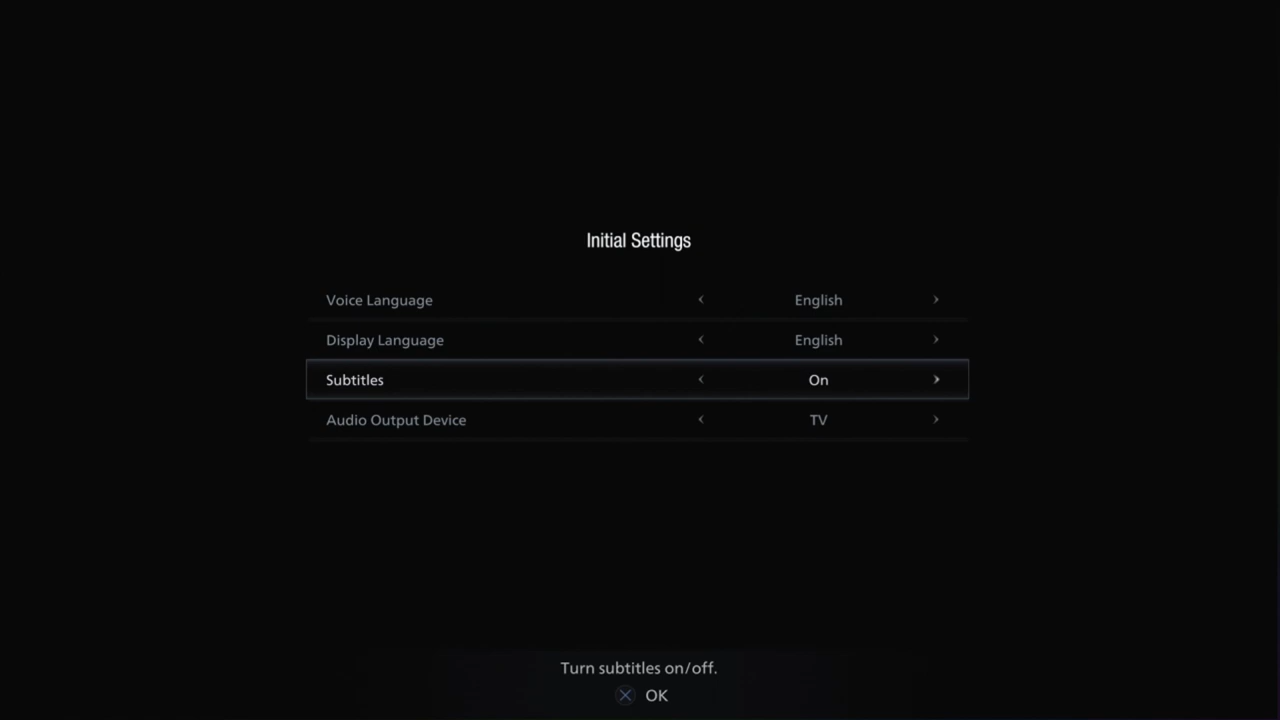 Initial Settings
Voice Language English
Display Language English
Subtitles On
Audio Output Device TV
Turn subtitles on/off.
OK